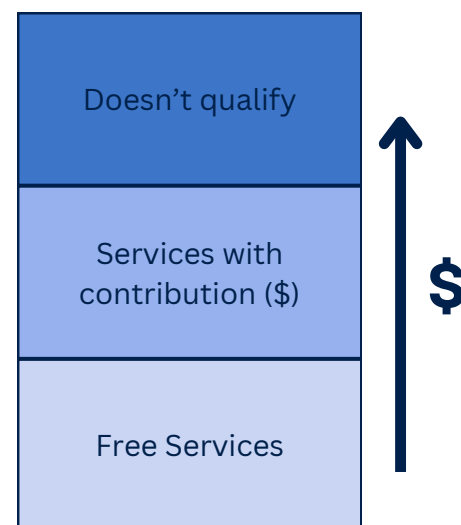 Doesn’t qualify
Services with
contribution ($)
$
Free Services